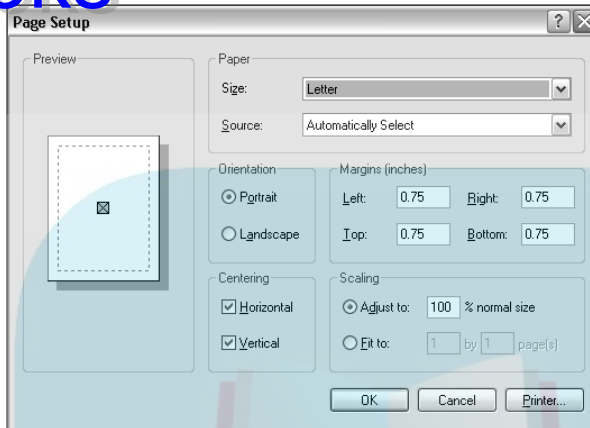 Page Setup
Preview
Paper
Size: Letter
Source: Automatically Select
Orientation
Portrait
Landscape
Margins (inches)
Left: 0.75 Right: 0.75
Top: 0.75 Bottom: 0.75
Centering
Horizontal
Vertical
Scaling
Adjust to: 100 % normal size
Fit to: 1 by 1 page(s)
OK Cancel Printer...